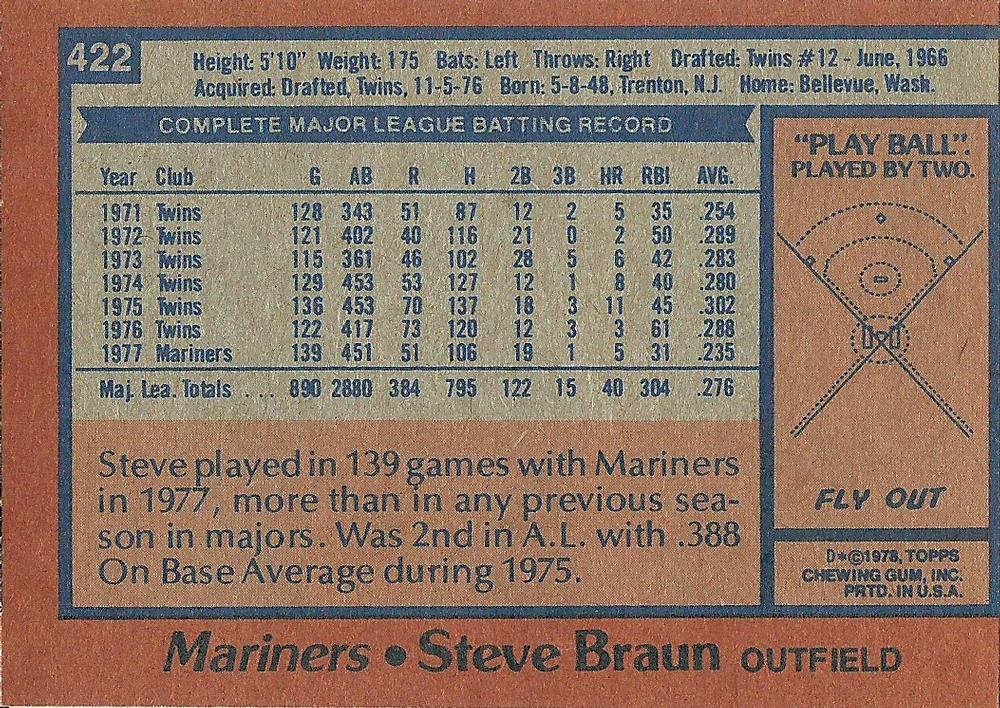 422
Height: 5'10" Weight: 175 Bats: Left Throws: Right Drafted: Twins #12 - June, 1966
Acquired: Drafted, Twins, 11-5-76 Born: 5-8-48, Trenton, N.J. Home: Bellevue, Wash.
COMPLETE MAJOR LEAGUE BATTING RECORD
Year Club G AB R H 2B 3B HR RBI AVG.
1971 Twins 128 343 51 87 12 2 5 35 .254
1972 Twins 121 402 40 116 21 0 2 50 .289
1973 Twins 115 361 46 102 28 5 6 42 .283
1974 Twins 129 453 53 127 12 1 8 40 .280
1975 Twins 136 453 70 137 18 3 11 45 .302
1976 Twins 122 417 73 120 12 3 3 61 .288
1977 Mariners 139 451 51 106 19 1 5 31 .235
Maj. Lea. Totals . . . 890 2880 384 795 122 15 40 304 .276
Steve played in 139 games with Mariners
in 1977, more than in any previous sea-
son in majors. Was 2nd in A.L. with .388
On Base Average during 1975.
"PLAY BALL".
PLAYED BY TWO.
FLY OUT
D*©1978, TOPPS
CHEWING GUM, INC.
PRTD. IN U.S.A.
Mariners • Steve Braun OUTFIELD